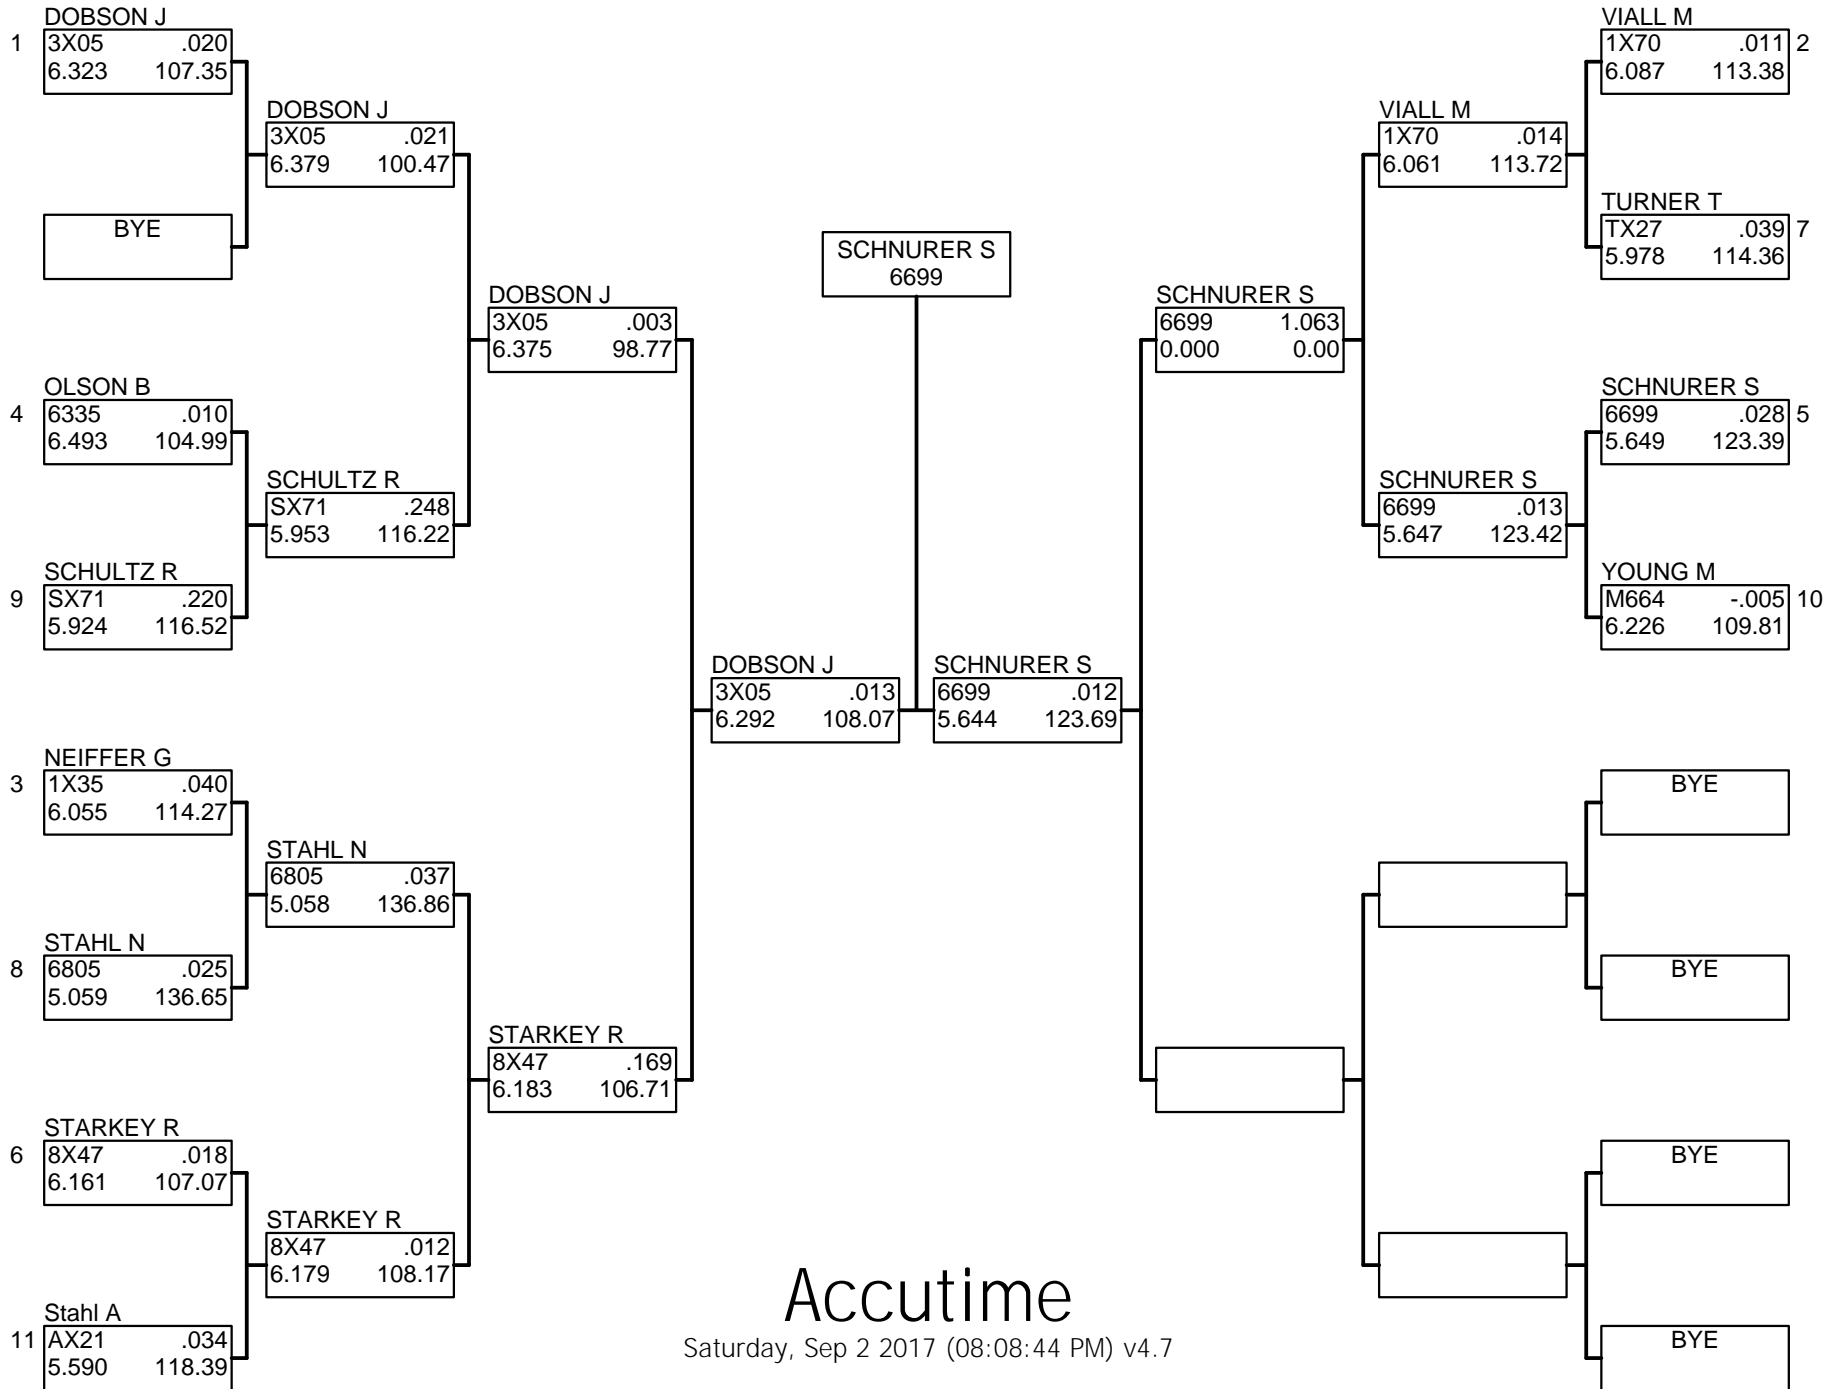 DOBSON J
1 3X05 .020
6.323 107.35
BYE
OLSON B
4 6335 .010
6.493 104.99
SCHULTZ R
9 SX71 .220
5.924 116.52
NEIFFER G
3 1X35 .040
6.055 114.27
STAHL N
8 6805 .025
5.059 136.65
STARKEY R
6 8X47 .018
6.161 107.07
Stahl A
11 AX21 .034
5.590 118.39
DOBSON J
3X05 .021
6.379 100.47
SCHULTZ R
SX71 .248
5.953 116.22
STAHL N
6805 .037
5.058 136.86
STARKEY R
8X47 .012
6.179 108.17
DOBSON J
3X05 .003
6.375 98.77
STARKEY R
8X47 .169
6.183 106.71
DOBSON J
3X05 .013
6.292 108.07
SCHNURER S
6699
SCHNURER S
6699 .012
5.644 123.69
SCHNURER S
6699 1.063
0.000 0.00
VIALL M
1X70 .014
6.061 113.72
SCHNURER S
6699 .013
5.647 123.42
VIALL M
1X70 .011 2
6.087 113.38
TURNER T
TX27 .039 7
5.978 114.36
SCHNURER S
6699 .028 5
5.649 123.39
YOUNG M
M664 -.005 10
6.226 109.81
BYE
BYE
BYE
BYE
Accutime
Saturday, Sep 2 2017 (08:08:44 PM) v4.7